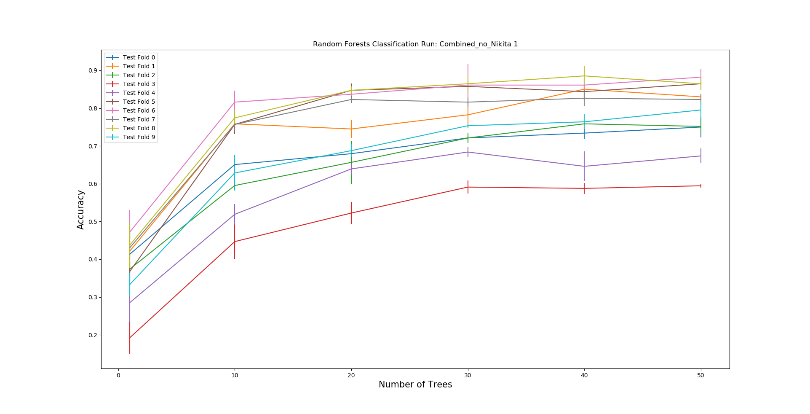 Random Forests Classification Run: Combined_no_Nikita 1
Test Fold 0
Test Fold 1
Test Fold 2
Test Fold 3
Test Fold 4
Test Fold 5
Test Fold 6
Test Fold 7
Test Fold 8
Test Fold 9
0.9
0.8
0.7
0.6
0.5
0.4
0.3
0.2
Accuracy
0 10 20 30 40 50
Number of Trees